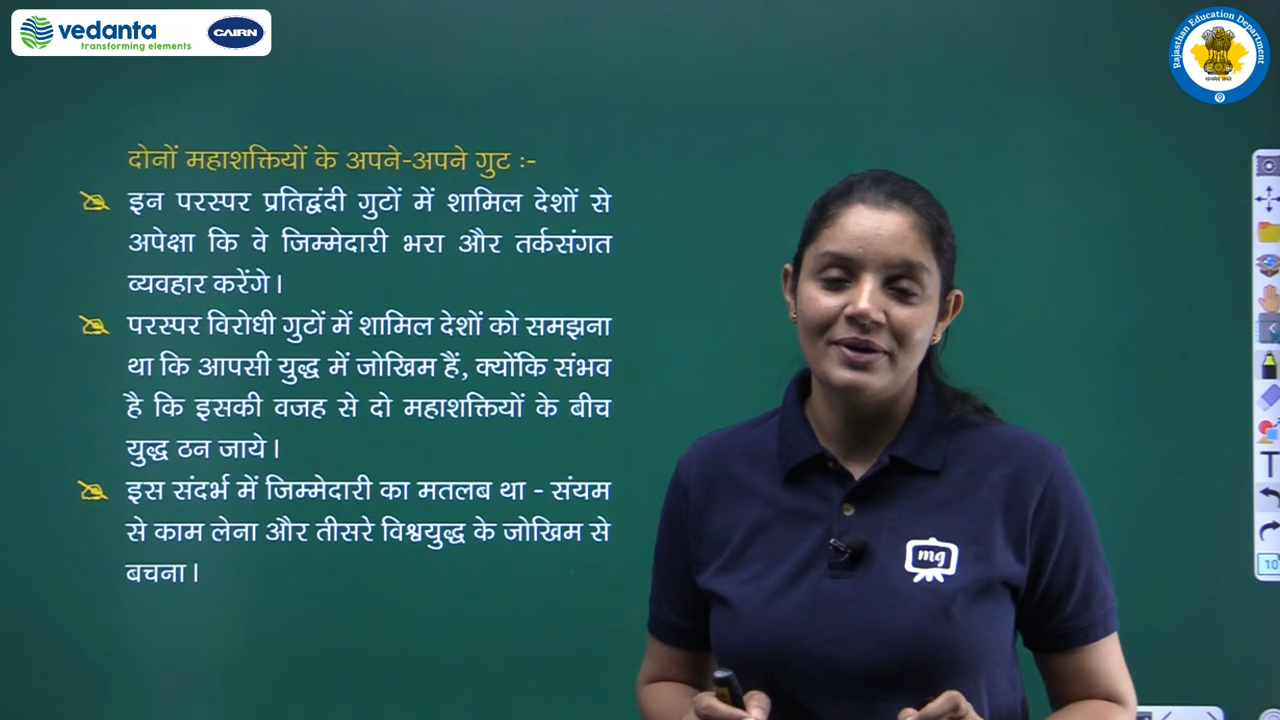 vedanta
transforming elements
CAIRN
Rajasthan Education Department
दोनों महाशक्तियों के अपने-अपने गुट :-
इन परस्पर प्रतिद्वंदी गुटों में शामिल देशों से
अपेक्षा कि वे जिम्मेदारी भरा और तर्कसंगत
व्यवहार करेंगे।
परस्पर विरोधी गुटों में शामिल देशों को समझना
था कि आपसी युद्ध में जोखिम हैं, क्योंकि संभव
है कि इसकी वजह से दो महाशक्तियों के बीच
युद्ध टन जाये।
इस संदर्भ में जिम्मेदारी का मतलब था - संयम
से काम लेना और तीसरे विश्वयुद्ध के जोखिम से
बचना।
mg
T
10